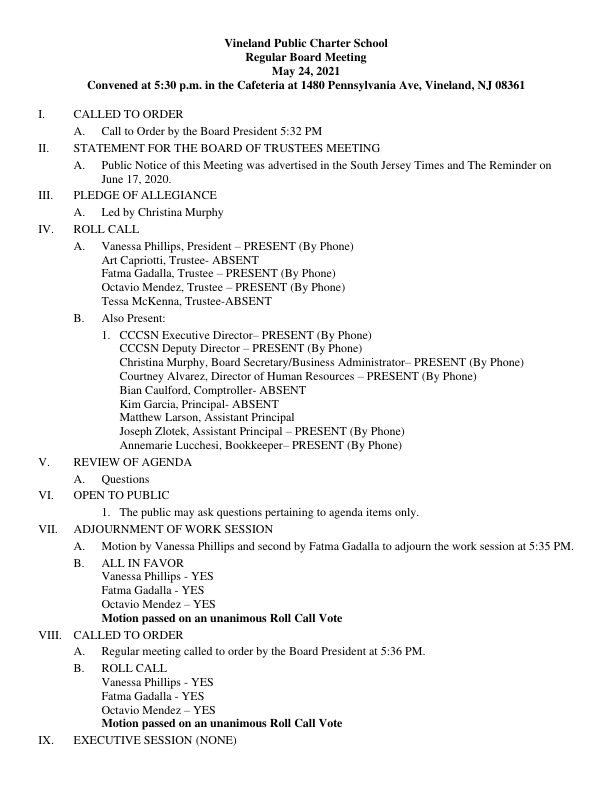 Vineland Public Charter School
Regular Board Meeting
May 24, 2021
Convened at 5:30 p.m. in the Cafeteria at 1480 Pennsylvania Ave, Vineland, NJ 08361
I. CALLED TO ORDER
A. Call to Order by the Board President 5:32 PM
II. STATEMENT FOR THE BOARD OF TRUSTEES MEETING
A. Public Notice of this Meeting was advertised in the South Jersey Times and The Reminder on
June 17, 2020.
III. PLEDGE OF ALLEGIANCE
A. Led by Christina Murphy
IV. ROLL CALL
A. Vanessa Phillips, President – PRESENT (By Phone)
Art Capriotti, Trustee- ABSENT
Fatma Gadalla, Trustee – PRESENT (By Phone)
Octavio Mendez, Trustee – PRESENT (By Phone)
Tessa McKenna, Trustee-ABSENT
B. Also Present:
1. CCCSN Executive Director– PRESENT (By Phone)
CCCSN Deputy Director – PRESENT (By Phone)
Christina Murphy, Board Secretary/Business Administrator– PRESENT (By Phone)
Courtney Alvarez, Director of Human Resources – PRESENT (By Phone)
Bian Caulford, Comptroller- ABSENT
Kim Garcia, Principal- ABSENT
Matthew Larson, Assistant Principal
Joseph Zlotek, Assistant Principal – PRESENT (By Phone)
Annemarie Lucchesi, Bookkeeper– PRESENT (By Phone)
V. REVIEW OF AGENDA
A. Questions
VI. OPEN TO PUBLIC
1. The public may ask questions pertaining to agenda items only.
VII. ADJOURNMENT OF WORK SESSION
A. Motion by Vanessa Phillips and second by Fatma Gadalla to adjourn the work session at 5:35 PM.
B. ALL IN FAVOR
Vanessa Phillips - YES
Fatma Gadalla - YES
Octavio Mendez – YES
Motion passed on an unanimous Roll Call Vote
VIII. CALLED TO ORDER
A. Regular meeting called to order by the Board President at 5:36 PM.
B. ROLL CALL
Vanessa Phillips - YES
Fatma Gadalla - YES
Octavio Mendez – YES
Motion passed on an unanimous Roll Call Vote
IX. EXECUTIVE SESSION (NONE)